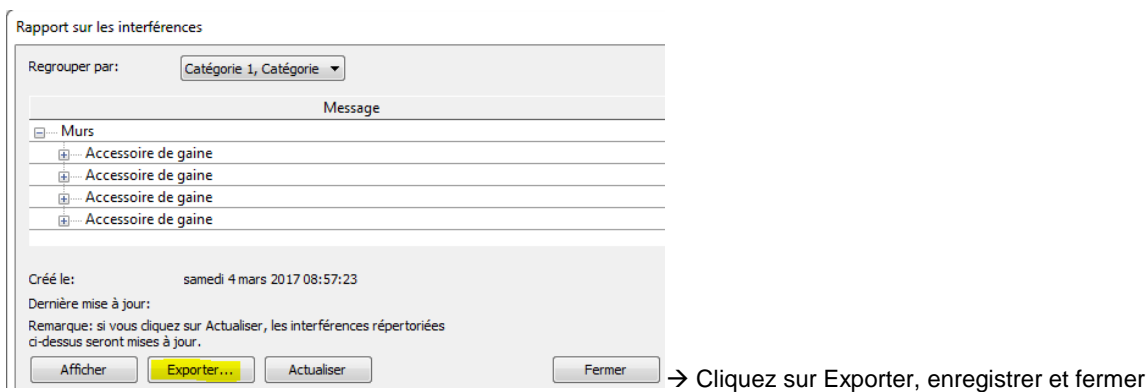 Rapport sur les interférences
Regrouper par: Catégorie 1, Catégorie
Message
Murs
Accessoire de gaine
Accessoire de gaine
Accessoire de gaine
Accessoire de gaine
Créé le: samedi 4 mars 2017 08:57:23
Dernière mise à jour:
Remarque: si vous cliquez sur Actualiser, les interférences répertoriées
ci-dessus seront mises à jour.
Afficher Exporter... Actualiser Fermer → Cliquez sur Exporter, enregistrer et fermer